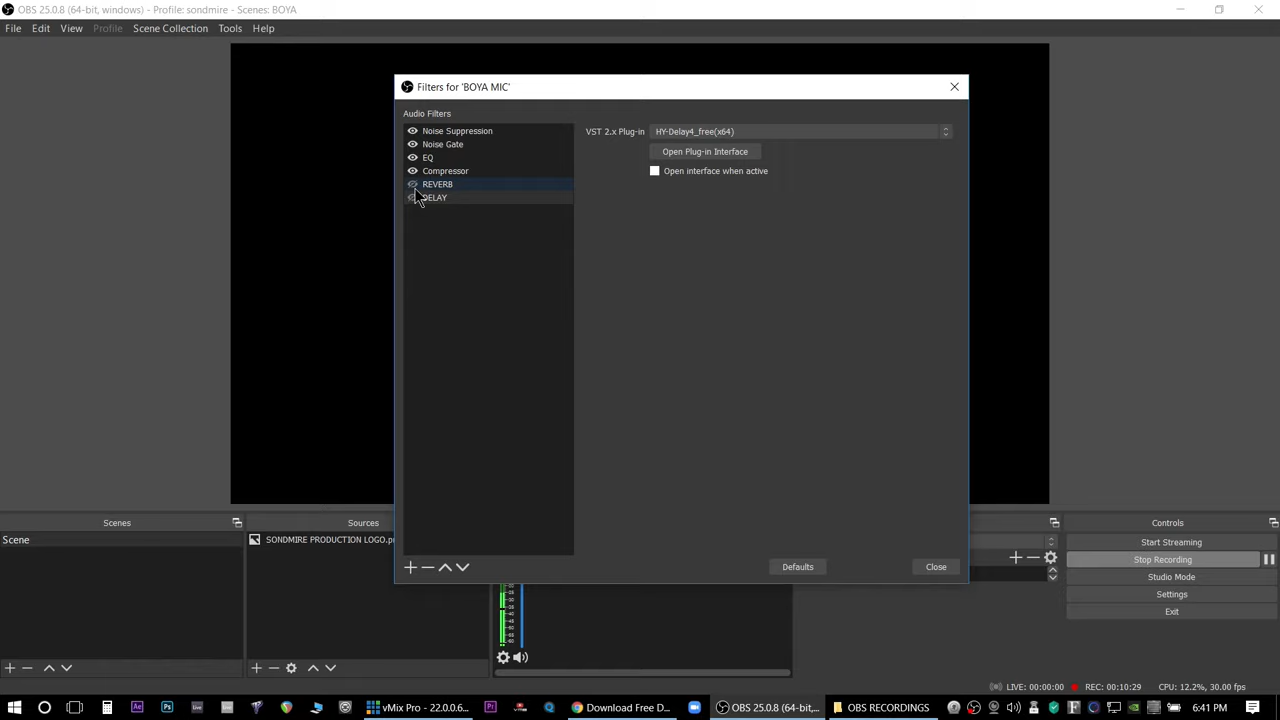 OBS 25.0.8 (64-bit, windows) - Profile: sondmire - Scenes: BOYA
File Edit View Profile Scene Collection Tools Help
Filters for 'BOYA MIC'
Audio Filters
Noise Suppression
Noise Gate
EQ
Compressor
REVERB
DELAY
VST 2.x Plug-in HY-Delay4_free(x64)
Open Plug-in Interface
Open interface when active
Defaults Close
Scenes Sources Controls
Scene
SONDMIRE PRODUCTION LOGO.p
Start Streaming
Stop Recording
Studio Mode
Settings
Exit
LIVE: 00:00:00 REC: 00:10:29 CPU: 12.2%, 30.00 fps
vMix Pro - 22.0.0.6... Download Free D... OBS 25.0.8 (64-bit,... OBS RECORDINGS 6:41 PM